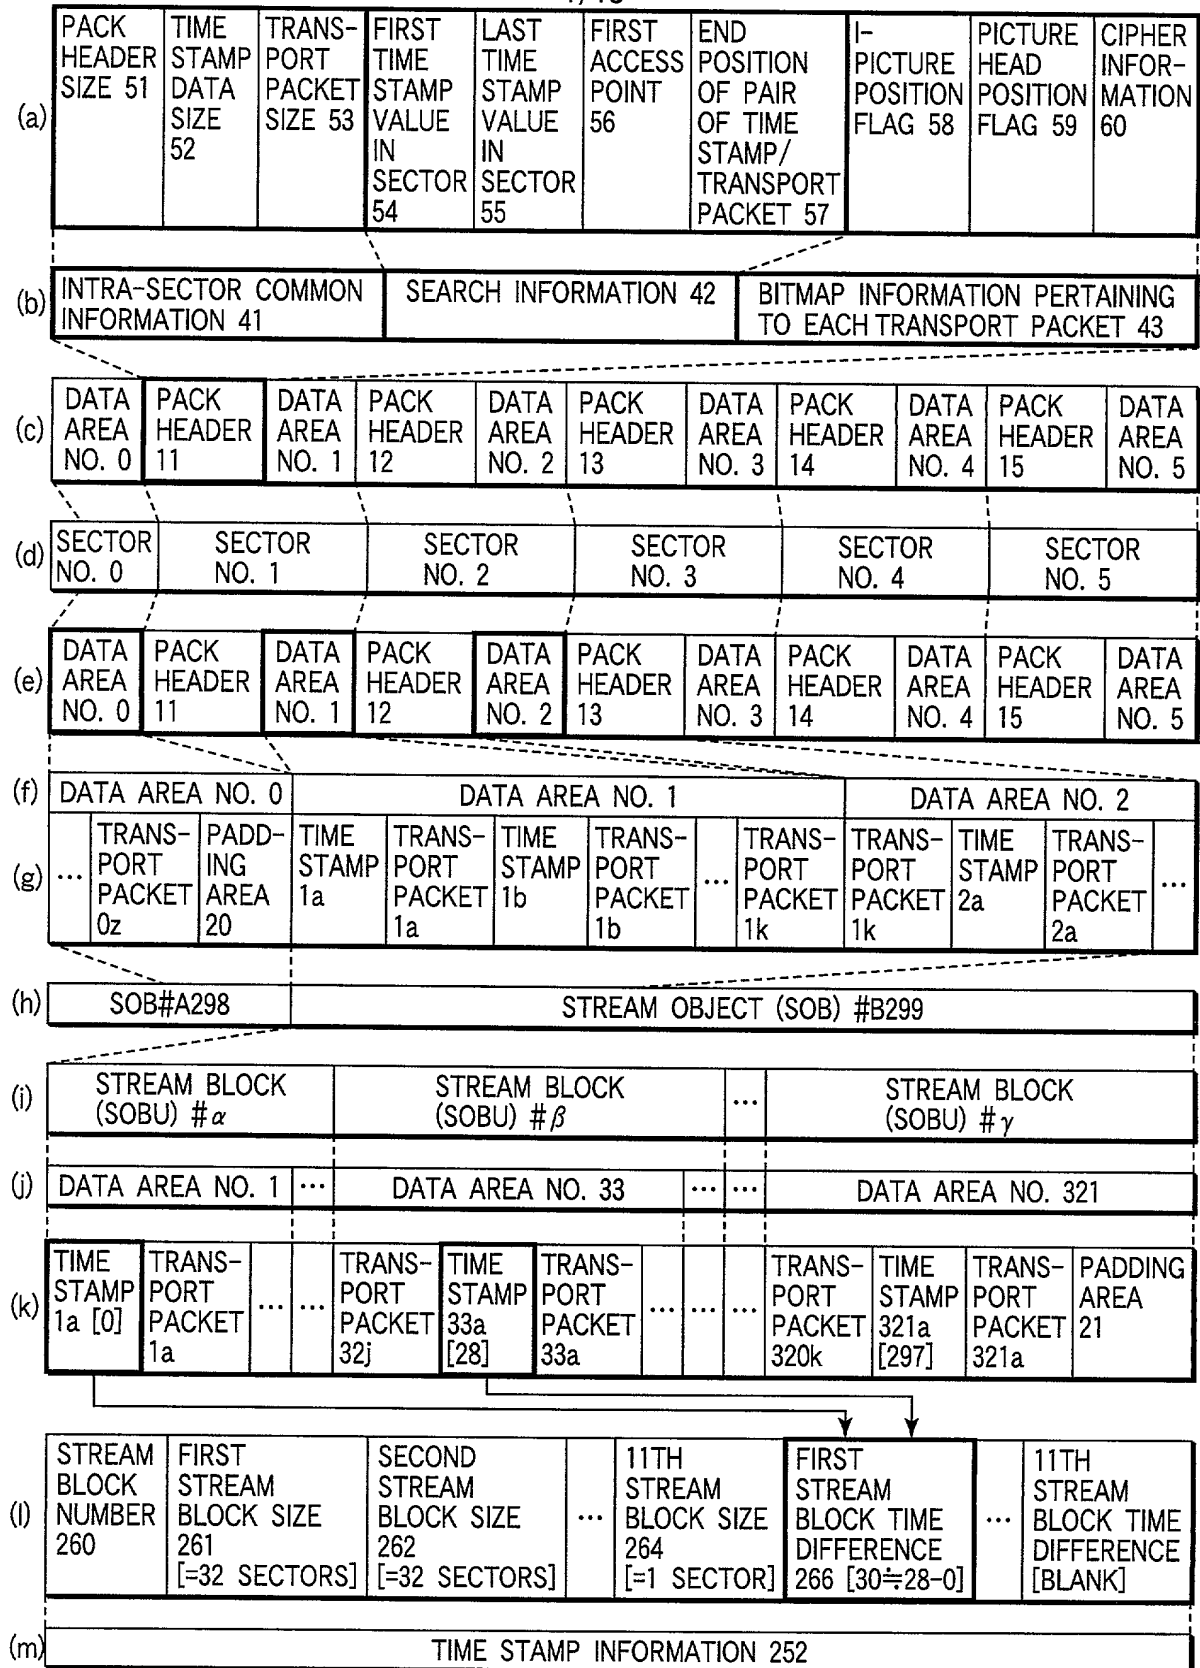 (a)
PACK
HEADER
SIZE 51
TIME
STAMP
DATA
SIZE
52
TRANS-
PORT
PACKET
SIZE 53
FIRST
TIME
STAMP
VALUE
IN
SECTOR
54
LAST
TIME
STAMP
VALUE
IN
SECTOR
55
FIRST
ACCESS
POINT
56
END
POSITION
OF PAIR
OF TIME
STAMP/
TRANSPORT
PACKET 57
I-
PICTURE
POSITION
FLAG 58
PICTURE
HEAD
POSITION
FLAG 59
CIPHER
INFOR-
MATION
60
(b)
INTRA-SECTOR COMMON
INFORMATION 41
SEARCH INFORMATION 42
BITMAP INFORMATION PERTAINING
TO EACH TRANSPORT PACKET 43
(c)
DATA
AREA
NO. 0
PACK
HEADER
11
DATA
AREA
NO. 1
PACK
HEADER
12
DATA
AREA
NO. 2
PACK
HEADER
13
DATA
AREA
NO. 3
PACK
HEADER
14
DATA
AREA
NO. 4
PACK
HEADER
15
DATA
AREA
NO. 5
(d)
SECTOR
NO. 0
SECTOR
NO. 1
SECTOR
NO. 2
SECTOR
NO. 3
SECTOR
NO. 4
SECTOR
NO. 5
(e)
DATA
AREA
NO. 0
PACK
HEADER
11
DATA
AREA
NO. 1
PACK
HEADER
12
DATA
AREA
NO. 2
PACK
HEADER
13
DATA
AREA
NO. 3
PACK
HEADER
14
DATA
AREA
NO. 4
PACK
HEADER
15
DATA
AREA
NO. 5
(f)
DATA AREA NO. 0
DATA AREA NO. 1
DATA AREA NO. 2
(g)
...
TRANS-
PORT
PACKET
0z
PADD-
ING
AREA
20
TIME
STAMP
1a
TRANS-
PORT
PACKET
1a
TIME
STAMP
1b
TRANS-
PORT
PACKET
1b
...
TRANS-
PORT
PACKET
1k
TRANS-
PORT
PACKET
1k
TIME
STAMP
2a
TRANS-
PORT
PACKET
2a
...
(h)
SOB#A298
STREAM OBJECT (SOB) #B299
(i)
STREAM BLOCK
(SOBU) #α
STREAM BLOCK
(SOBU) #β
...
STREAM BLOCK
(SOBU) #γ
(j)
DATA AREA NO. 1
...
DATA AREA NO. 33
...
...
DATA AREA NO. 321
(k)
TIME
STAMP
1a [0]
TRANS-
PORT
PACKET
1a
...
...
TRANS-
PORT
PACKET
32j
TIME
STAMP
33a
[28]
TRANS-
PORT
PACKET
33a
...
...
...
TRANS-
PORT
PACKET
320k
TIME
STAMP
321a
[297]
TRANS-
PORT
PACKET
321a
PADDING
AREA
21
(l)
STREAM
BLOCK
NUMBER
260
FIRST
STREAM
BLOCK SIZE
261
[=32 SECTORS]
SECOND
STREAM
BLOCK SIZE
262
[=32 SECTORS]
...
11TH
STREAM
BLOCK SIZE
264
[=1 SECTOR]
FIRST
STREAM
BLOCK TIME
DIFFERENCE
266 [30≒28-0]
...
11TH
STREAM
BLOCK TIME
DIFFERENCE
[BLANK]
(m)
TIME STAMP INFORMATION 252